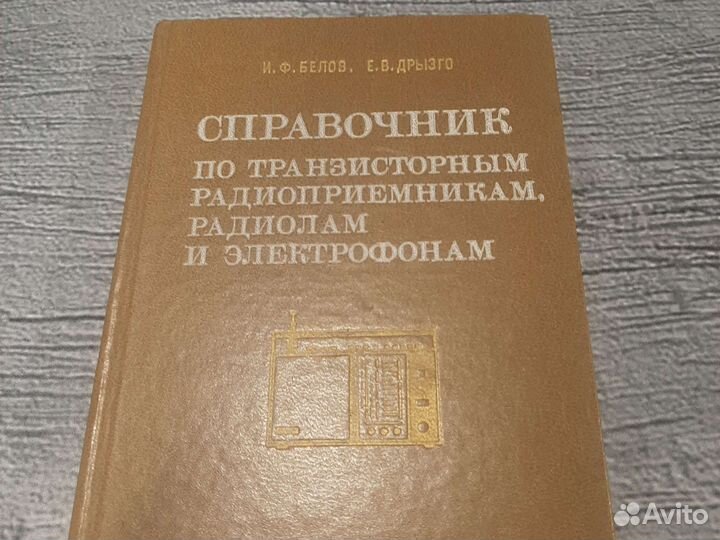 И.Ф.БЕЛОВ, Е.В.ДРЫЗГО
СПРАВОЧНИК
ПО ТРАНЗИСТОРНЫМ
РАДИОПРИЕМНИКАМ,
РАДИОЛАМ
И ЭЛЕКТРОФОНАМ
Avito